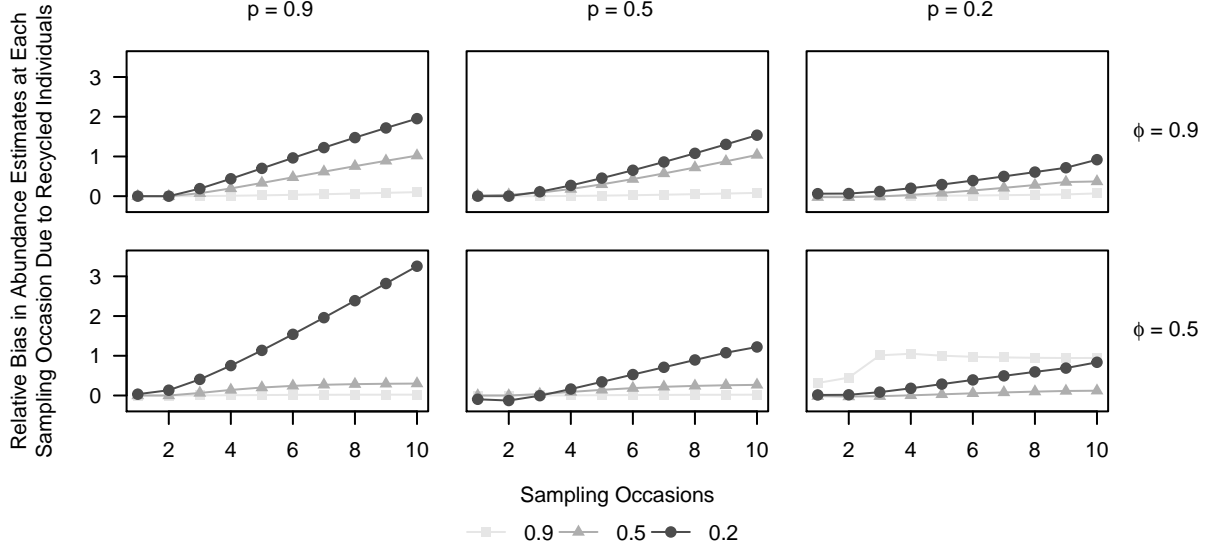 p = 0.9
p = 0.5
p = 0.2
Relative Bias in Abundance Estimates at Each
Sampling Occasion Due to Recycled Individuals
3
2
1
0
ϕ = 0.9
3
2
1
0
ϕ = 0.5
2 4 6 8 10
2 4 6 8 10
2 4 6 8 10
Sampling Occasions
0.9 0.5 0.2